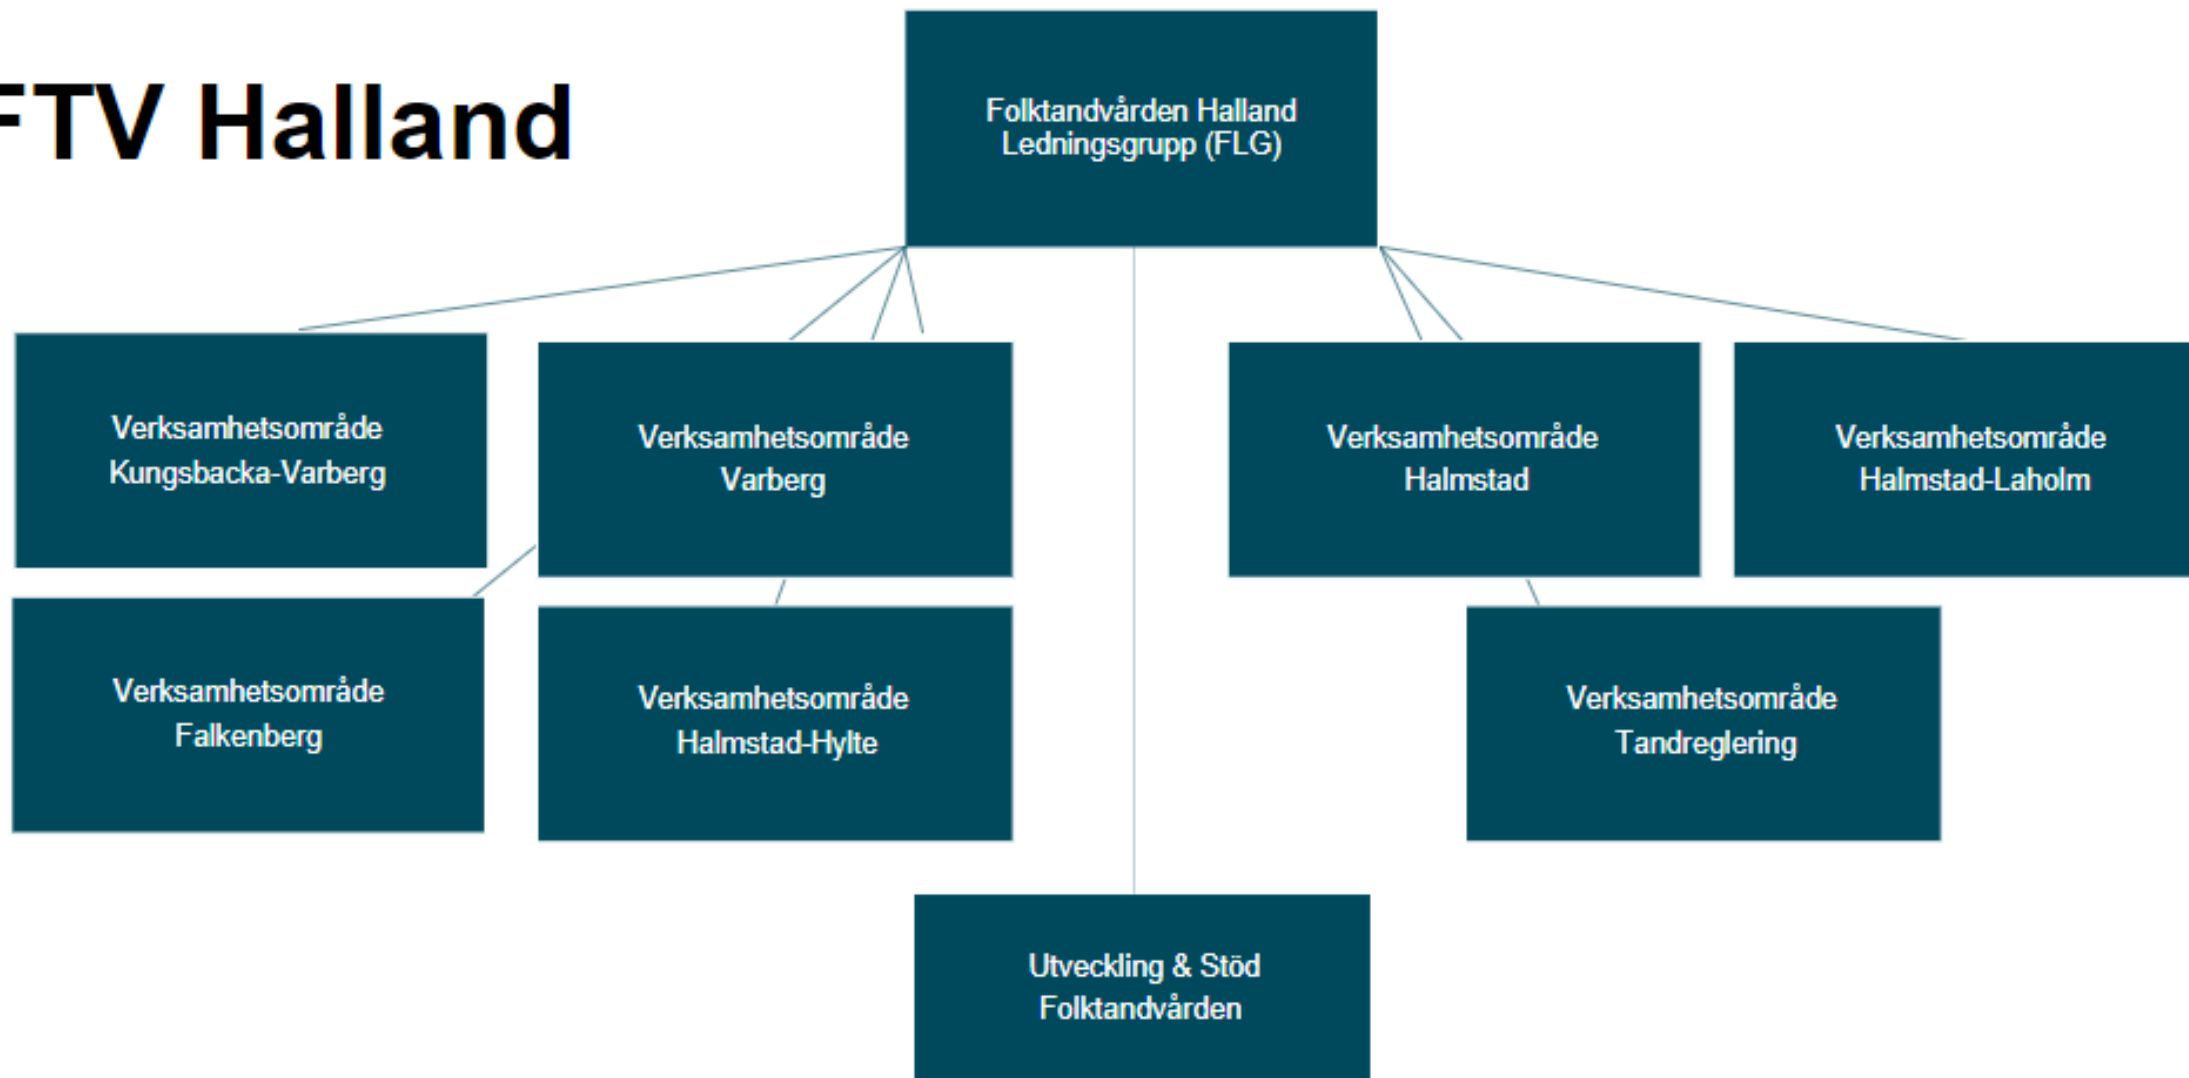 FTV Halland
Folktandvården Halland
Ledningsgrupp (FLG)
Verksamhetsområde
Kungsbacka-Varberg
Verksamhetsområde
Varberg
Verksamhetsområde
Halmstad
Verksamhetsområde
Halmstad-Laholm
Verksamhetsområde
Falkenberg
Verksamhetsområde
Halmstad-Hylte
Verksamhetsområde
Tandreglering
Utveckling & Stöd
Folktandvården